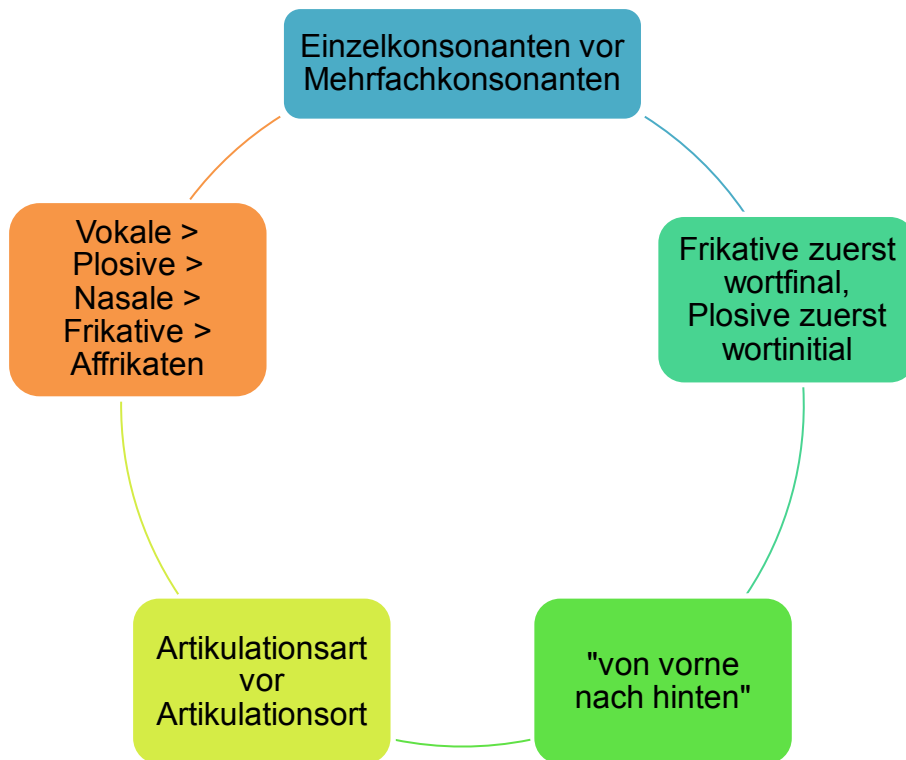 Einzelkonsonanten vor
Mehrfachkonsonanten
Frikative zuerst
wortfinal,
Plosive zuerst
wortinitial
"von vorne
nach hinten"
Artikulationsart
vor
Artikulationsort
Vokale >
Plosive >
Nasale >
Frikative >
Affrikaten